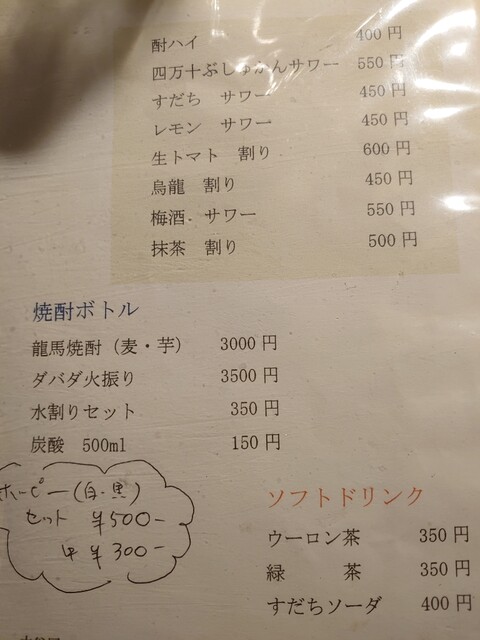 酎ハイ 400円
四万十ぶしゅかんサワー 550円
すだち サワー 450円
レモン サワー 450円
生トマト 割り 600円
烏龍 割り 450円
梅酒 サワー 550円
抹茶 割り 500円
焼酎ボトル
龍馬焼酎（麦・芋） 3000円
ダバダ火振り 3500円
水割りセット 350円
炭酸 500ml 150円
ホーピー(白・黒)
セット ¥500-
中 ¥300-
ソフトドリンク
ウーロン茶 350円
緑 茶 350円
すだちソーダ 400円